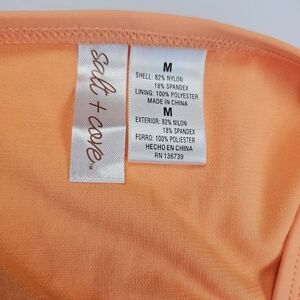 salt + cove™
M
SHELL: 82% NYLON
18% SPANDEX
LINING: 100% POLYESTER
MADE IN CHINA
M
EXTERIOR: 82% NILON
18% SPANDEX
FORRO: 100% POLIESTER
HECHO EN CHINA
RN 136739